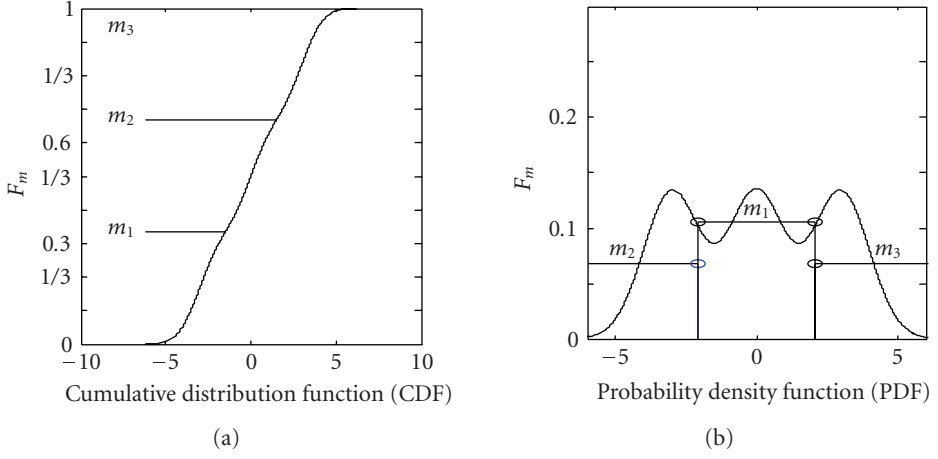 1
m3
1/3
m2
0.6
1/3
m1
0.3
1/3
0
Fm
−10
−5
0
5
10
Cumulative distribution function (CDF)
(a)
0.2
0.1
0
Fm
m1
m2
m3
−5
0
5
Probability density function (PDF)
(b)